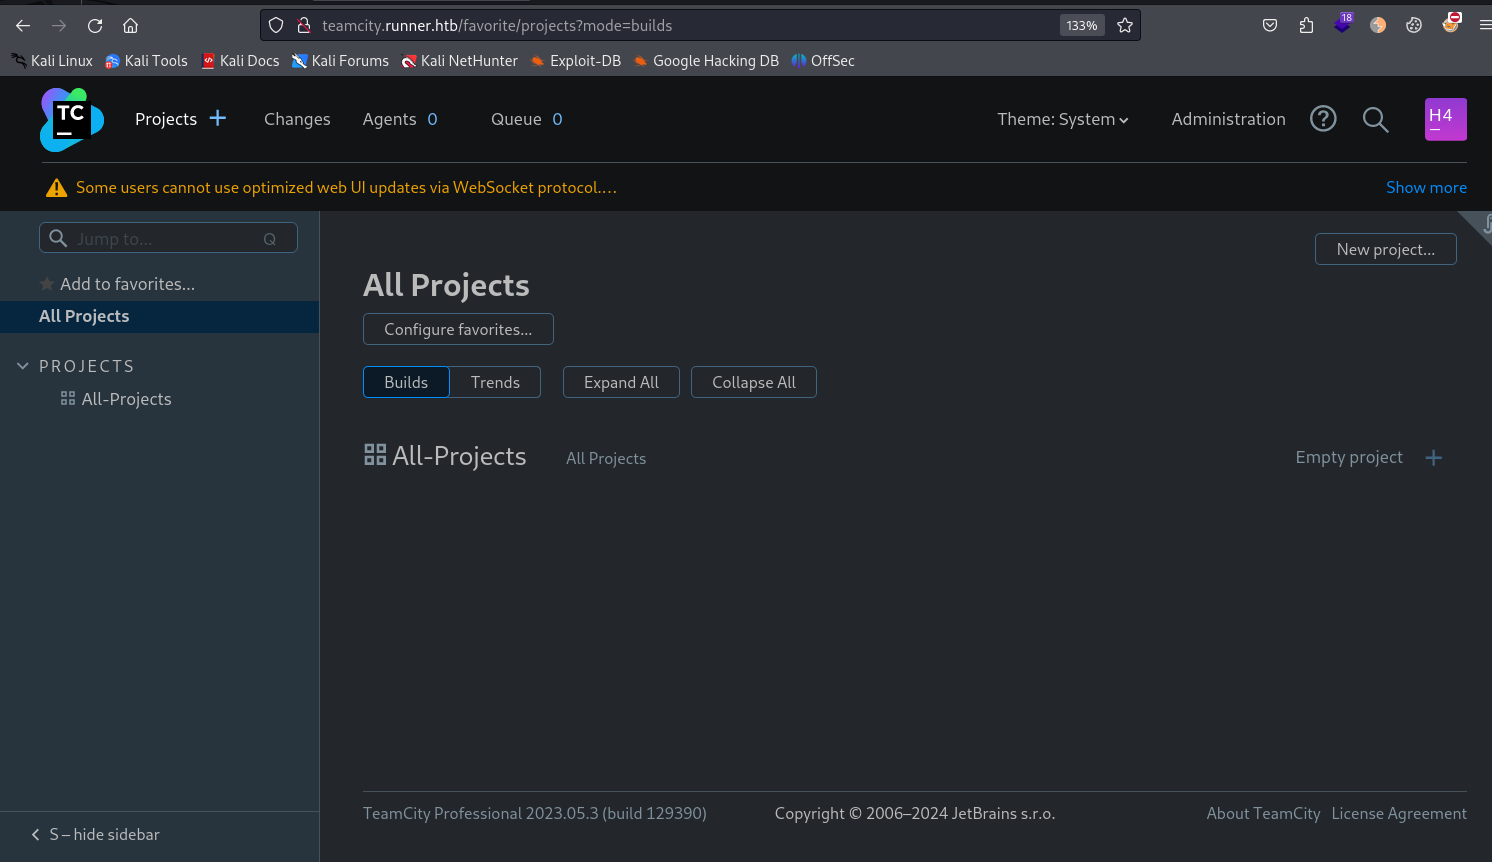 teamcity.runner.htb/favorite/projects?mode=builds 133% 18
Kali Linux Kali Tools Kali Docs Kali Forums Kali NetHunter Exploit-DB Google Hacking DB OffSec
TC Projects Changes Agents 0 Queue 0 Theme: System Administration H4
Some users cannot use optimized web UI updates via WebSocket protocol.… Show more
Jump to... Q
New project...
Add to favorites...
All Projects
All Projects
Configure favorites...
PROJECTS
Builds Trends Expand All Collapse All
All-Projects
All-Projects All Projects Empty project
TeamCity Professional 2023.05.3 (build 129390) Copyright © 2006–2024 JetBrains s.r.o. About TeamCity License Agreement
S – hide sidebar